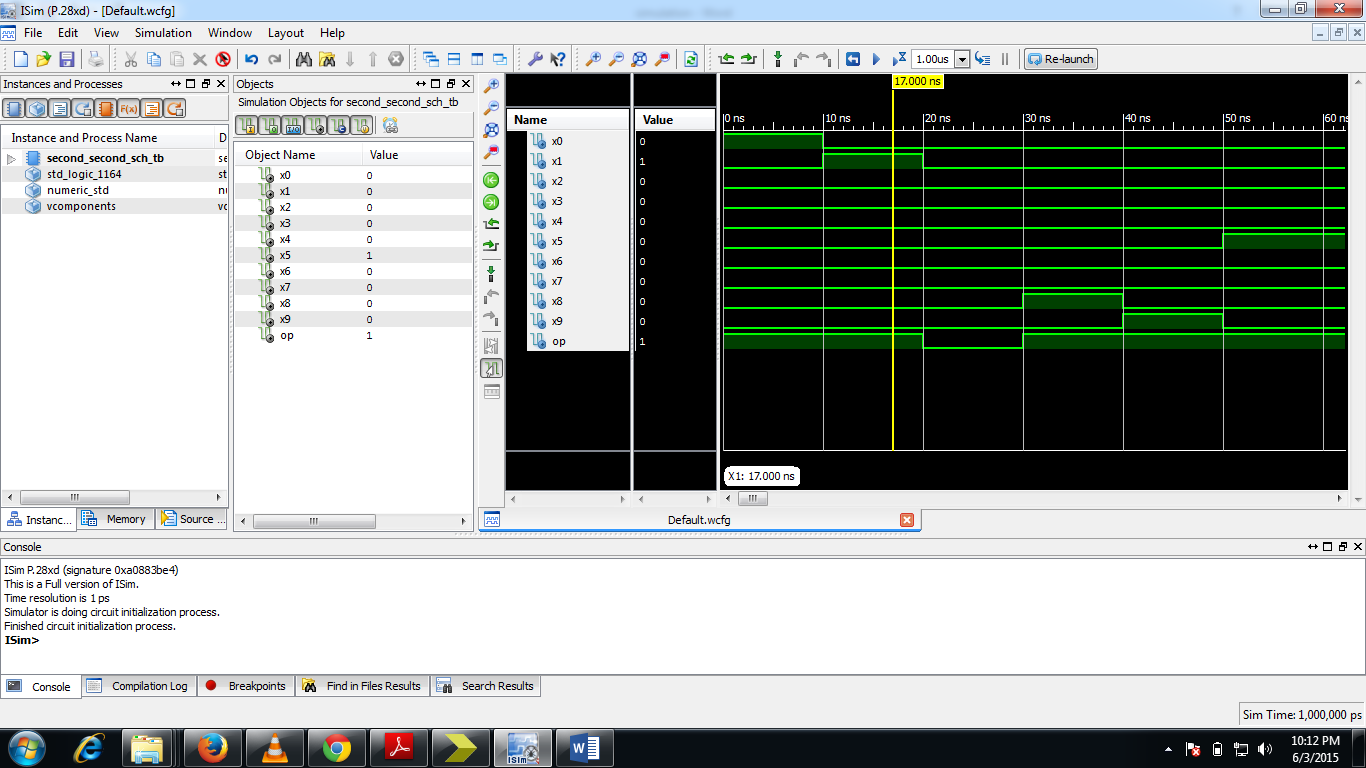 ISim (P.28xd) - [Default.wcfg]
File Edit View Simulation Window Layout Help
1.00us
Re-launch
Instances and Processes
Instance and Process Name D
second_second_sch_tb se
std_logic_1164 st
numeric_std nu
vcomponents vc
Instanc...
Memory
Source ...
Objects
Simulation Objects for second_second_sch_tb
Object Name Value
x0 0
x1 0
x2 0
x3 0
x4 0
x5 1
x6 0
x7 0
x8 0
x9 0
op 1
Name Value
x0 0
x1 1
x2 0
x3 0
x4 0
x5 0
x6 0
x7 0
x8 0
x9 0
op 1
17.000 ns
0 ns 10 ns 20 ns 30 ns 40 ns 50 ns 60 ns
X1: 17.000 ns
Default.wcfg
Console
ISim P.28xd (signature 0xa0883be4)
This is a Full version of ISim.
Time resolution is 1 ps
Simulator is doing circuit initialization process.
Finished circuit initialization process.
ISim>
Console Compilation Log Breakpoints Find in Files Results Search Results
Sim Time: 1,000,000 ps
ISim
10:12 PM
6/3/2015